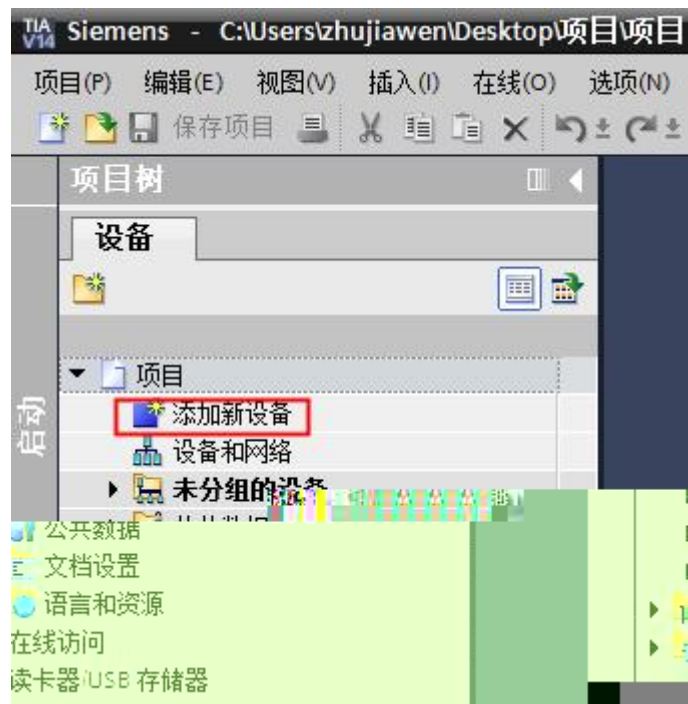 TIA V14 Siemens - C:\Users\zhujiawen\Desktop\项目\项目
项目(P) 编辑(E) 视图(V) 插入(I) 在线(O) 选项(N)
保存项目
项目树
设备
项目
添加新设备
设备和网络
未分组的设备
公共数据
文档设置
语言和资源
在线访问
读卡器/USB 存储器
启动